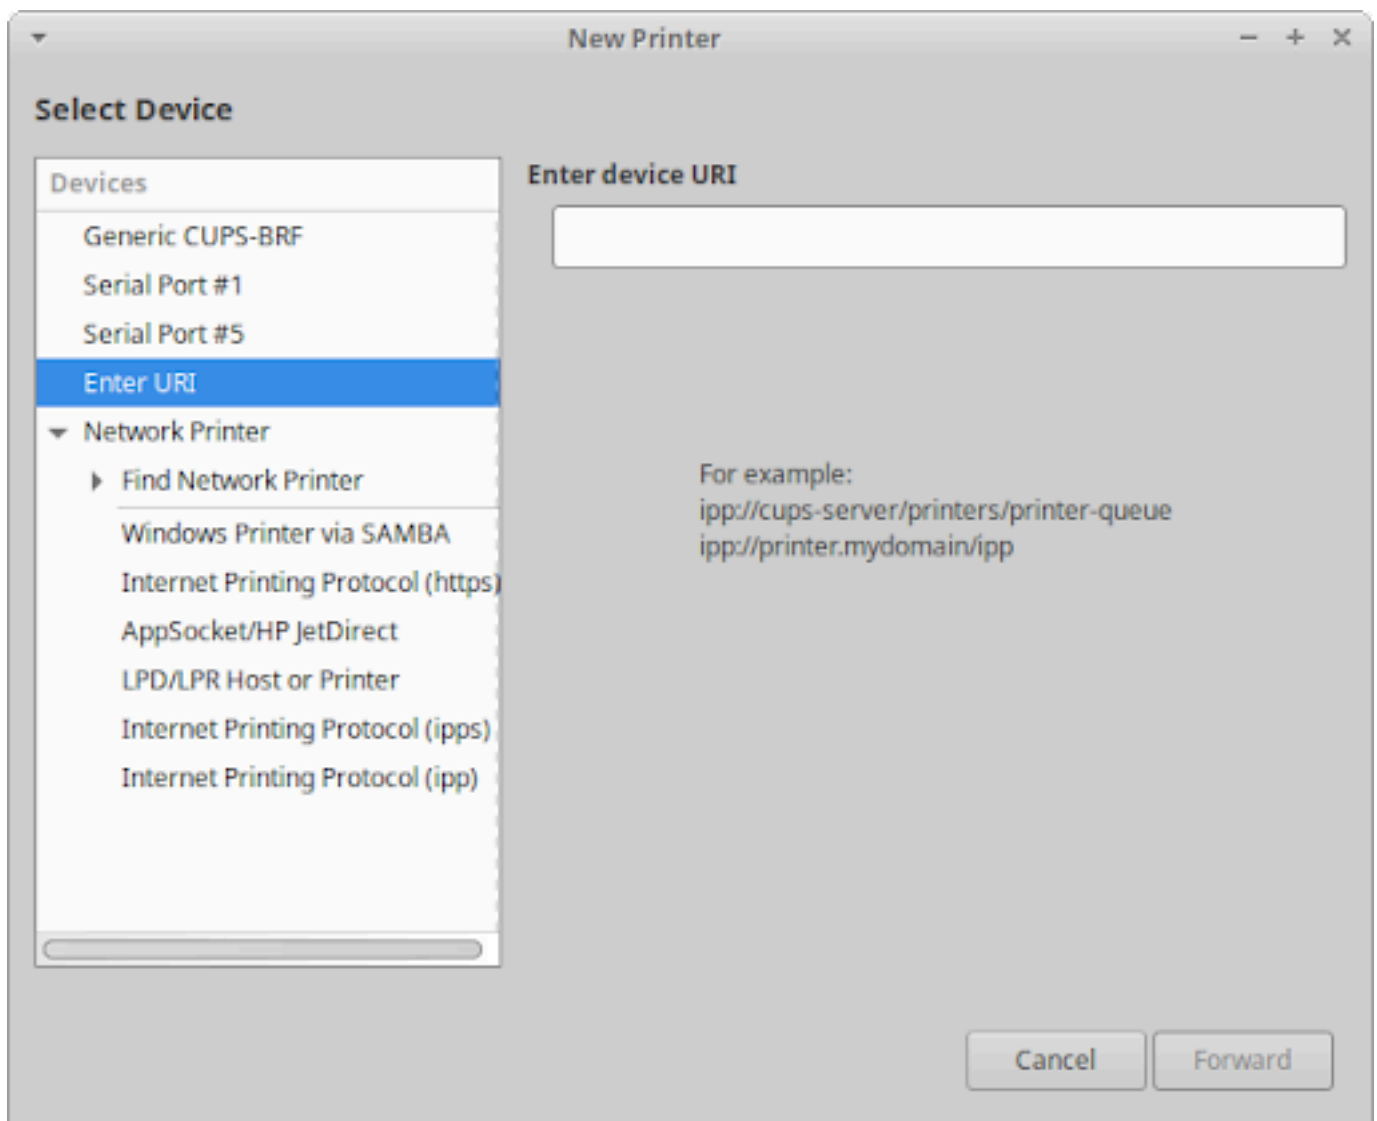 New Printer
Select Device
Devices
Generic CUPS-BRF
Serial Port #1
Serial Port #5
Enter URI
Network Printer
Find Network Printer
Windows Printer via SAMBA
Internet Printing Protocol (https)
AppSocket/HP JetDirect
LPD/LPR Host or Printer
Internet Printing Protocol (ipps)
Internet Printing Protocol (ipp)
Enter device URI
For example:
ipp://cups-server/printers/printer-queue
ipp://printer.mydomain/ipp
Cancel
Forward